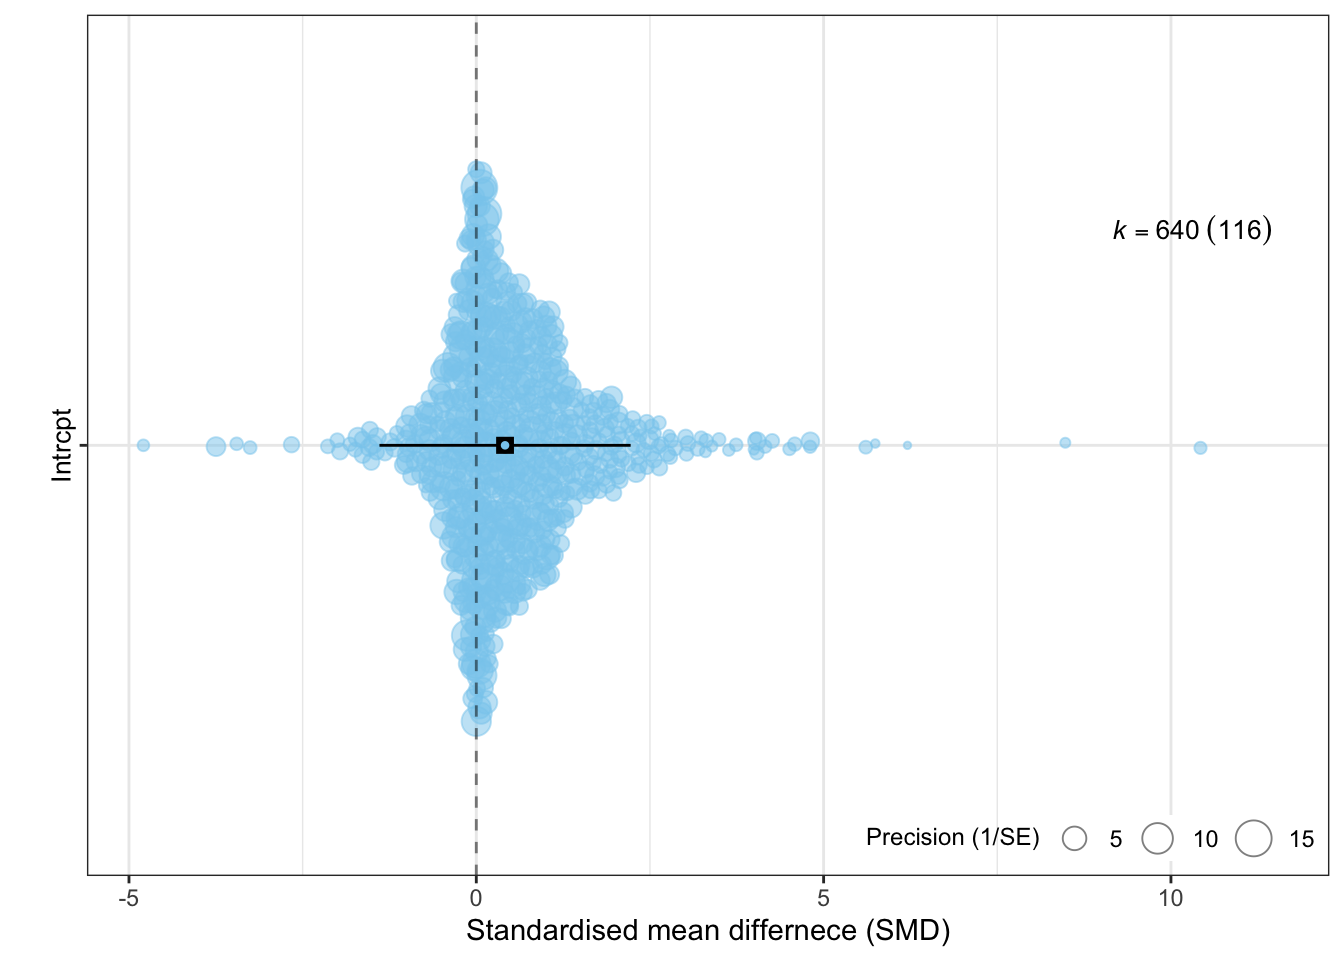 k = 640 (116)
Intrcpt
Precision (1/SE) 5 10 15
-5 0 5 10
Standardised mean differnece (SMD)